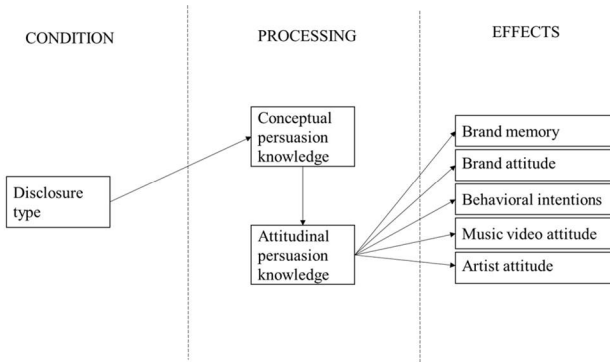 CONDITION
PROCESSING
EFFECTS
Disclosure
type
Conceptual
persuasion
knowledge
Attitudinal
persuasion
knowledge
Brand memory
Brand attitude
Behavioral intentions
Music video attitude
Artist attitude